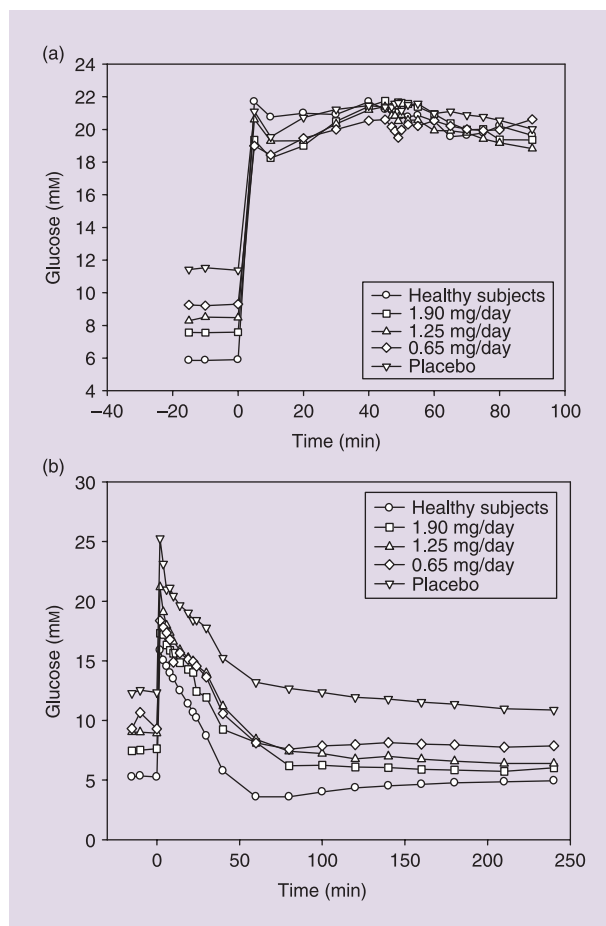 (a)
24
22
20
18
16
14
12
10
8
6
4
Glucose (mM)
Healthy subjects
1.90 mg/day
1.25 mg/day
0.65 mg/day
Placebo
−40 −20 0 20 40 60 80 100
Time (min)
(b)
30
25
20
15
10
5
0
Glucose (mM)
Healthy subjects
1.90 mg/day
1.25 mg/day
0.65 mg/day
Placebo
0 50 100 150 200 250
Time (min)